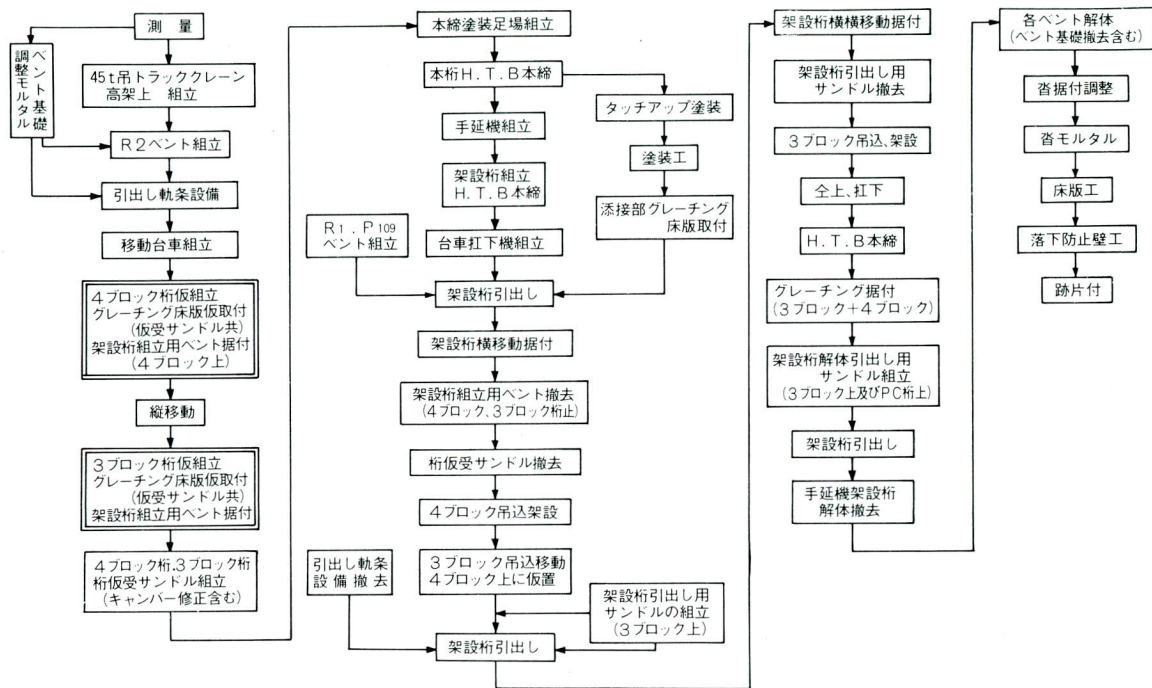 測量
ベント基礎
調整モルタル
45t吊トラッククレーン
高架上 組立
R2ベント組立
引出し軌条設備
移動台車組立
4ブロック桁仮組立
グレーチング床版仮取付
(仮受サンドル共)
架設桁組立用ベント据付
(4ブロック上)
縦移動
3ブロック桁仮組立
グレーチング床版仮取付
(仮受サンドル共)
架設桁組立用ベント据付
4ブロック桁.3ブロック桁
桁仮受サンドル組立
(キャンバー修正含む)
本締塗装足場組立
本桁H.T.B本締
手延機組立
架設桁組立
H.T.B本締
台車扛下機組立
タッチアップ塗装
塗装工
添接部グレーチング
床版取付
R1.P109
ベント組立
架設桁引出し
架設桁横移動据付
架設桁組立用ベント撤去
(4ブロック、3ブロック桁止)
桁仮受サンドル撤去
4ブロック吊込架設
3ブロック吊込移動
4ブロック上に仮置
引出し軌条
設備撤去
架設桁引出し用
サンドルの組立
(3ブロック上)
架設桁引出し
架設桁横横移動据付
架設桁引出し用
サンドル撤去
3ブロック吊込、架設
仝上、扛下
H.T.B本締
グレーチング据付
(3ブロック+4ブロック)
架設桁解体引出し用
サンドル組立
(3ブロック上及びPC桁上)
架設桁引出し
手延機架設桁
解体撤去
各ベント解体
(ベント基礎撤去含む)
沓据付調整
沓モルタル
床版工
落下防止壁工
跡片付